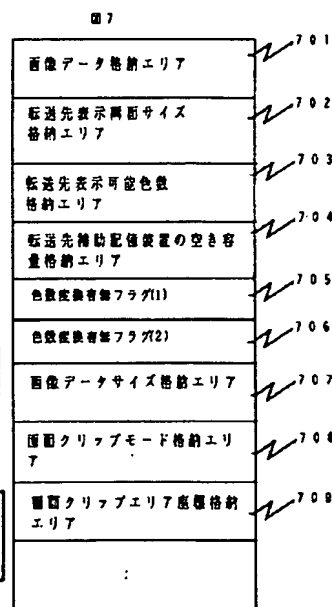 図7
画像データ格納エリア
701
転送先表示画面サイズ
格納エリア
702
転送先表示可能色数
格納エリア
703
転送先補助記憶装置の空き容
量格納エリア
704
色数変換有無フラグ(1)
705
色数変換有無フラグ(2)
706
画像データサイズ格納エリア
707
画面クリップモード格納エリ
ア
708
画面クリップエリア座標格納
エリア
709
: